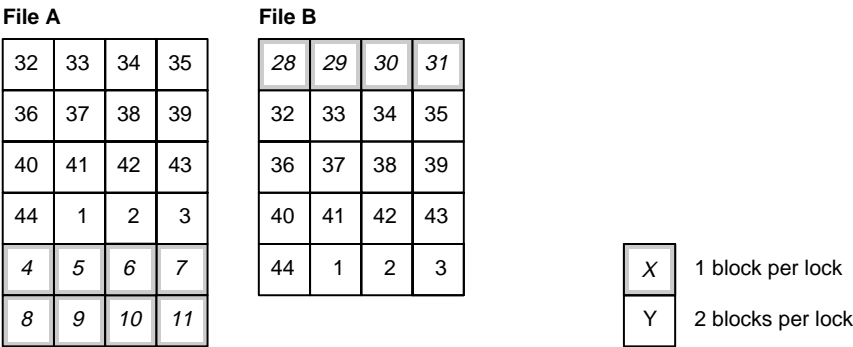 File A File B
32 33 34 35 28 29 30 31
36 37 38 39 32 33 34 35
40 41 42 43 36 37 38 39
44 1 2 3 40 41 42 43
4 5 6 7 44 1 2 3 X 1 block per lock
8 9 10 11 Y 2 blocks per lock